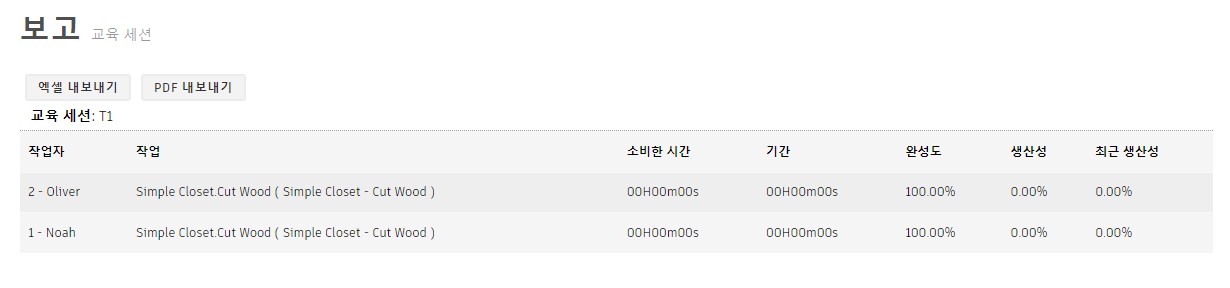 보고 교육 세션
엑셀 내보내기 PDF 내보내기
교육 세션: T1
작업자 작업 소비한 시간 기간 완성도 생산성 최근 생산성
2 - Oliver Simple Closet.Cut Wood ( Simple Closet - Cut Wood ) 00H00m00s 00H00m00s 100.00% 0.00% 0.00%
1 - Noah Simple Closet.Cut Wood ( Simple Closet - Cut Wood ) 00H00m00s 00H00m00s 100.00% 0.00% 0.00%